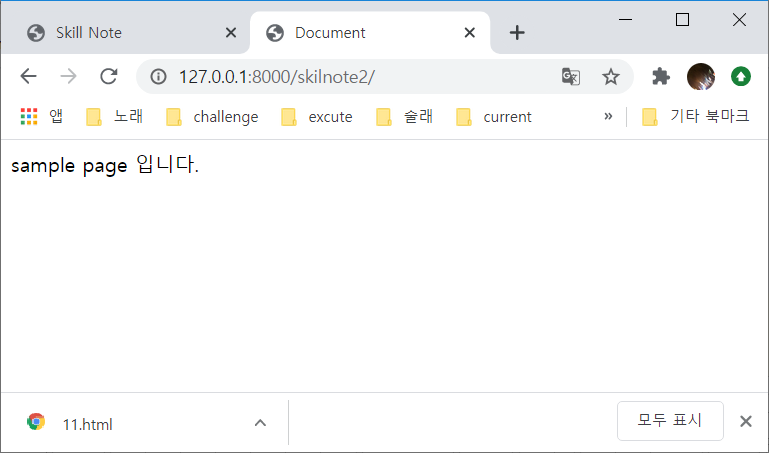 Skill Note
Document
127.0.0.1:8000/skilnote2/
앱 노래 challenge excute 술래 current » 기타 북마크
sample page 입니다.
11.html
모두 표시